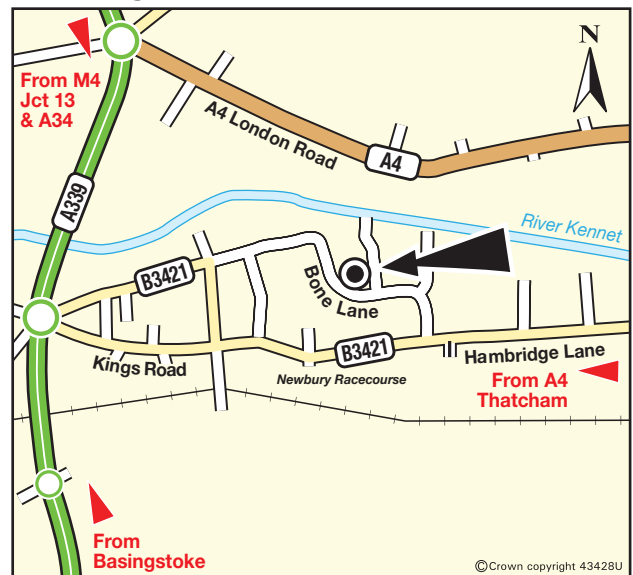 N
From M4
Jct 13
& A34
A4 London Road
A4
A339
River Kennet
B3421
Bone Lane
B3421
Kings Road
Hambridge Lane
Newbury Racecourse
From A4
Thatcham
From
Basingstoke
©Crown copyright 43428U